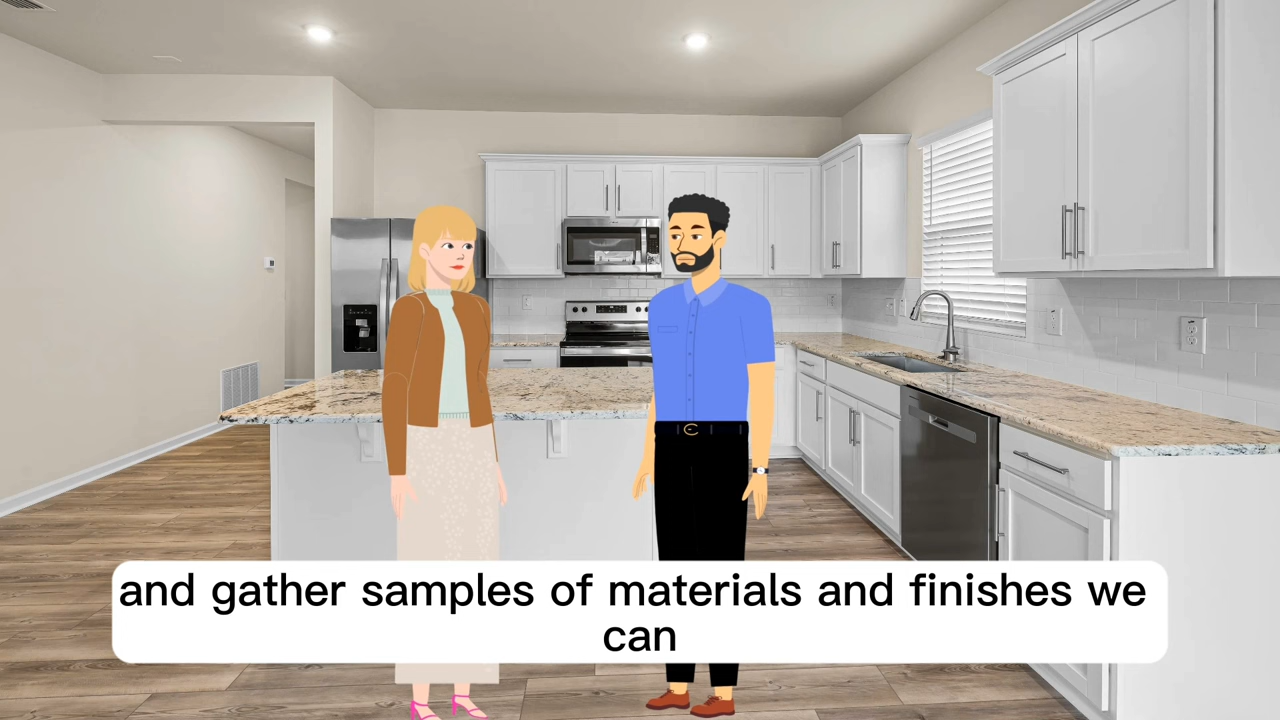 and gather samples of materials and finishes we
can